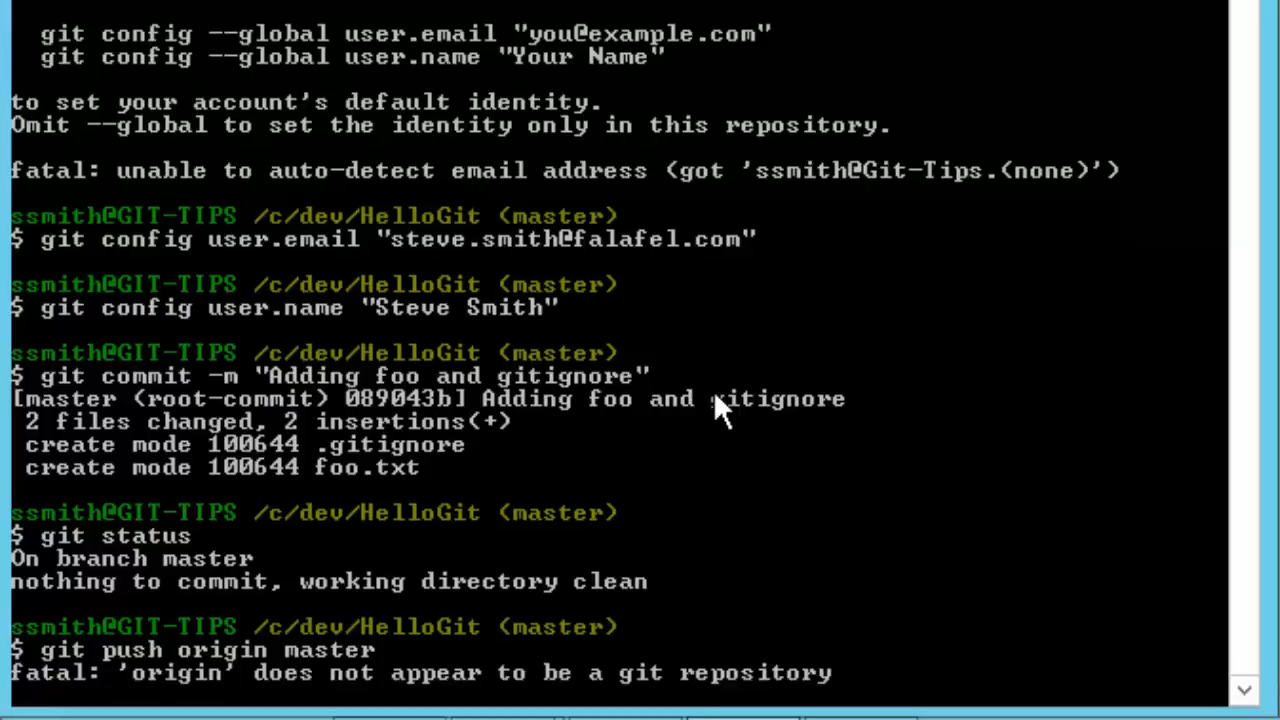 git config --global user.email "you@example.com"
git config --global user.name "Your Name"
to set your account's default identity.
Omit --global to set the identity only in this repository.
fatal: unable to auto-detect email address (got 'ssmith@Git-Tips.(none)')
ssmith@GIT-TIPS /c/dev/HelloGit (master)
$ git config user.email "steve.smith@falafel.com"
ssmith@GIT-TIPS /c/dev/HelloGit (master)
$ git config user.name "Steve Smith"
ssmith@GIT-TIPS /c/dev/HelloGit (master)
$ git commit -m "Adding foo and gitignore"
[master (root-commit) 089043b] Adding foo and gitignore
2 files changed, 2 insertions(+)
create mode 100644 .gitignore
create mode 100644 foo.txt
ssmith@GIT-TIPS /c/dev/HelloGit (master)
$ git status
On branch master
nothing to commit, working directory clean
ssmith@GIT-TIPS /c/dev/HelloGit (master)
$ git push origin master
fatal: 'origin' does not appear to be a git repository